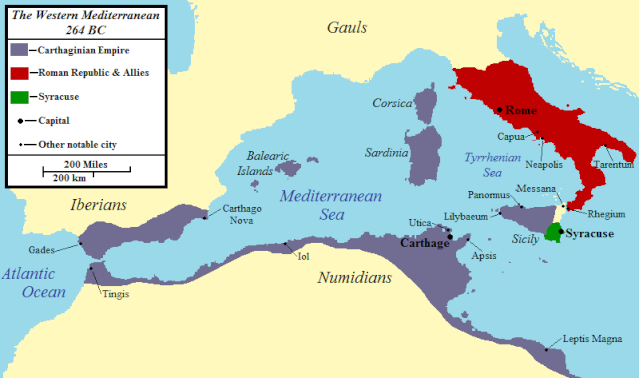 The Western Mediterranean
264 BC
Carthaginian Empire
Roman Republic & Allies
Syracuse
Capital
Other notable city
200 Miles
200 km
Gauls
Corsica
Rome
Capua
Sardinia
Tyrrhenian
Sea
Neapolis
Tarentum
Balearic
Islands
Mediterranean
Sea
Iberians
Carthago
Nova
Panomus
Messana
Lilybaeum
Rhegium
Utica
Carthage
Sicily
Syracuse
Gades
Apsis
Iol
Atlantic
Ocean
Numidians
Tingis
Leptis Magna